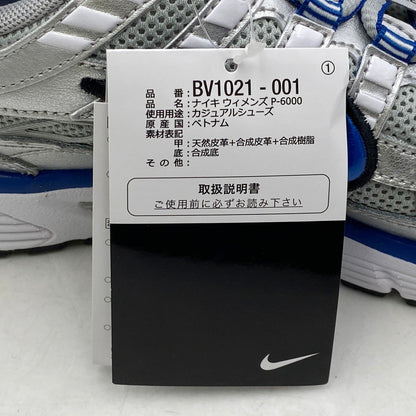 ①
品 番 : BV1021 - 001
品 名 : ナイキ ウィメンズ P-6000
使用用途 : カジュアルシューズ
原 産 国 : ベトナム
素材表記
甲 : 天然皮革+合成皮革+合成樹脂
底 : 合成底
そ の 他 :
取扱説明書
ご使用前に必ずお読み下さい